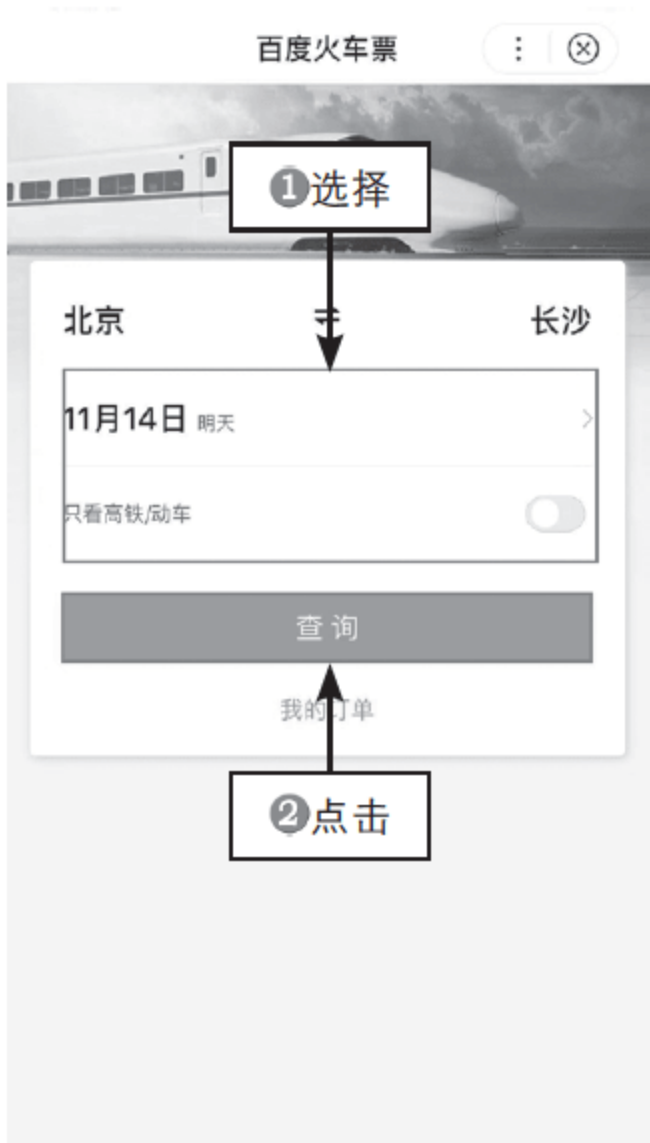 百度火车票
❶选择
北京 长沙
11月14日 明天
只看高铁/动车
查询
我的订单
❷点击